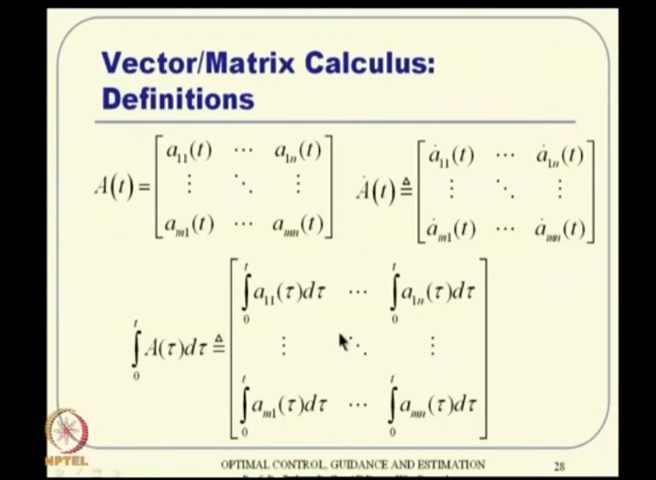 Vector/Matrix Calculus:
Definitions
A(t) = [a₁₁(t) ⋯ a₁ₙ(t) ⋮ ⋱ ⋮ aₘ₁(t) ⋯ aₘₙ(t)] Ȧ(t) ≜ [ȧ₁₁(t) ⋯ ȧ₁ₙ(t) ⋮ ⋱ ⋮ ȧₘ₁(t) ⋯ ȧₘₙ(t)]
∫₀ᵗ A(τ)dτ ≜ [∫₀ᵗ a₁₁(τ)dτ ⋯ ∫₀ᵗ a₁ₙ(τ)dτ ⋮ ⋱ ⋮ ∫₀ᵗ aₘ₁(τ)dτ ⋯ ∫₀ᵗ aₘₙ(τ)dτ]
NPTEL
OPTIMAL CONTROL, GUIDANCE AND ESTIMATION 28